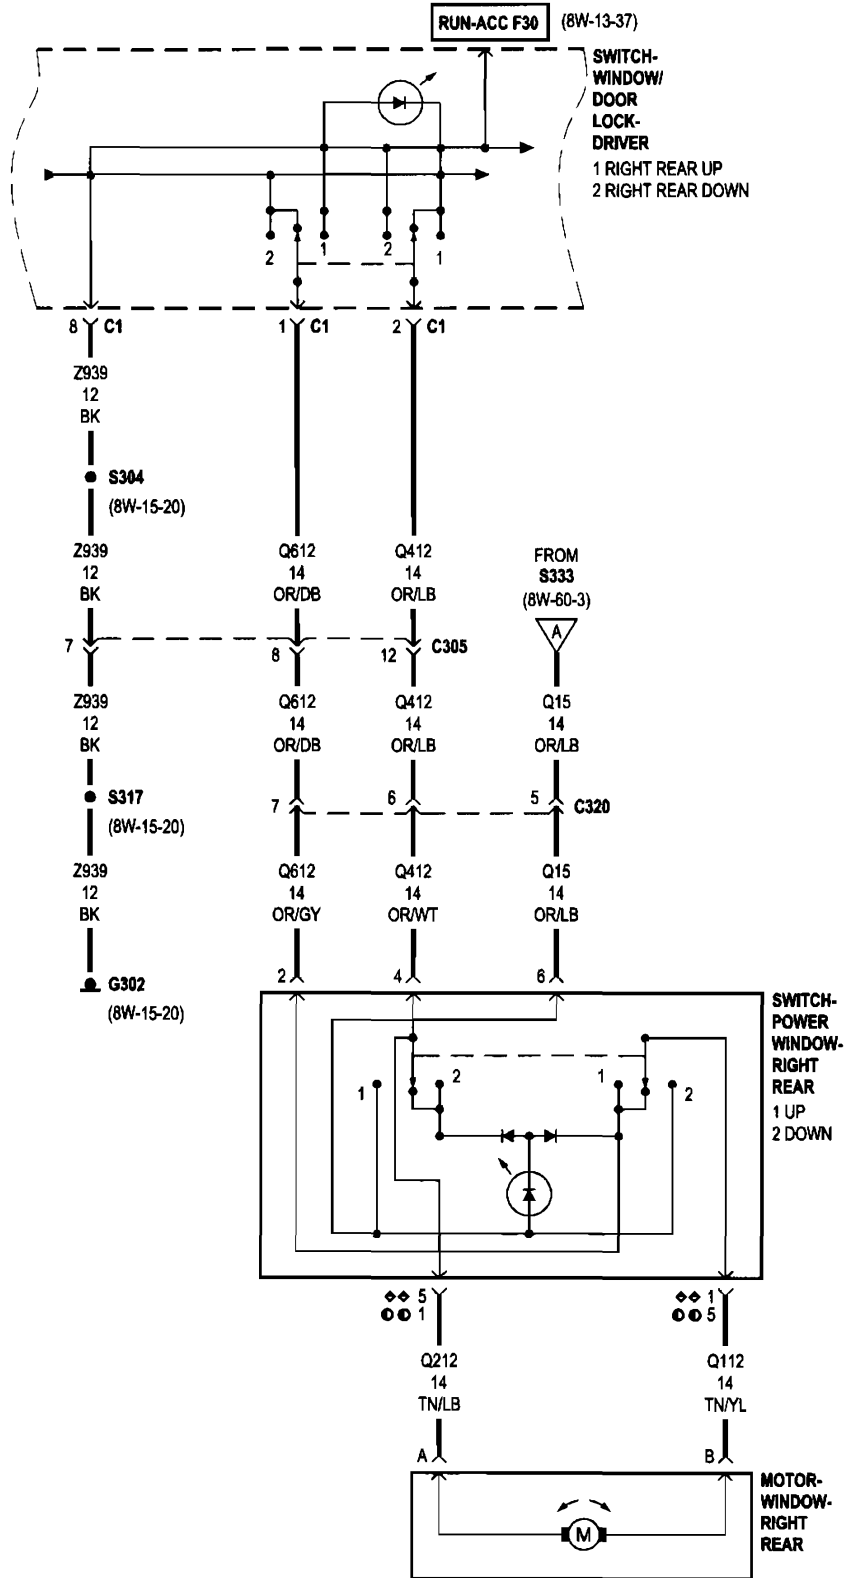 RUN-ACC F30 (8W-13-37)
SWITCH-
WINDOW/
DOOR
LOCK-
DRIVER
1 RIGHT REAR UP
2 RIGHT REAR DOWN
2 1 2 1
8 C1 1 C1 2 C1
Z939
12
BK
S304
(8W-15-20)
Z939 Q612 Q412 FROM
12 14 14 S333
BK OR/DB OR/LB (8W-60-3)
A
7 8 12 C305
Z939 Q612 Q412 Q15
12 14 14 14
BK OR/DB OR/LB OR/LB
S317 7 6 5 C320
(8W-15-20)
Z939 Q612 Q412 Q15
12 14 14 14
BK OR/GY OR/WT OR/LB
G302 2 4 6
(8W-15-20)
SWITCH-
POWER
WINDOW-
RIGHT
REAR
1 UP
2 DOWN
1 2 1 2
5 1
1 5
Q212 Q112
14 14
TN/LB TN/YL
A B
MOTOR-
WINDOW-
RIGHT
REAR
M